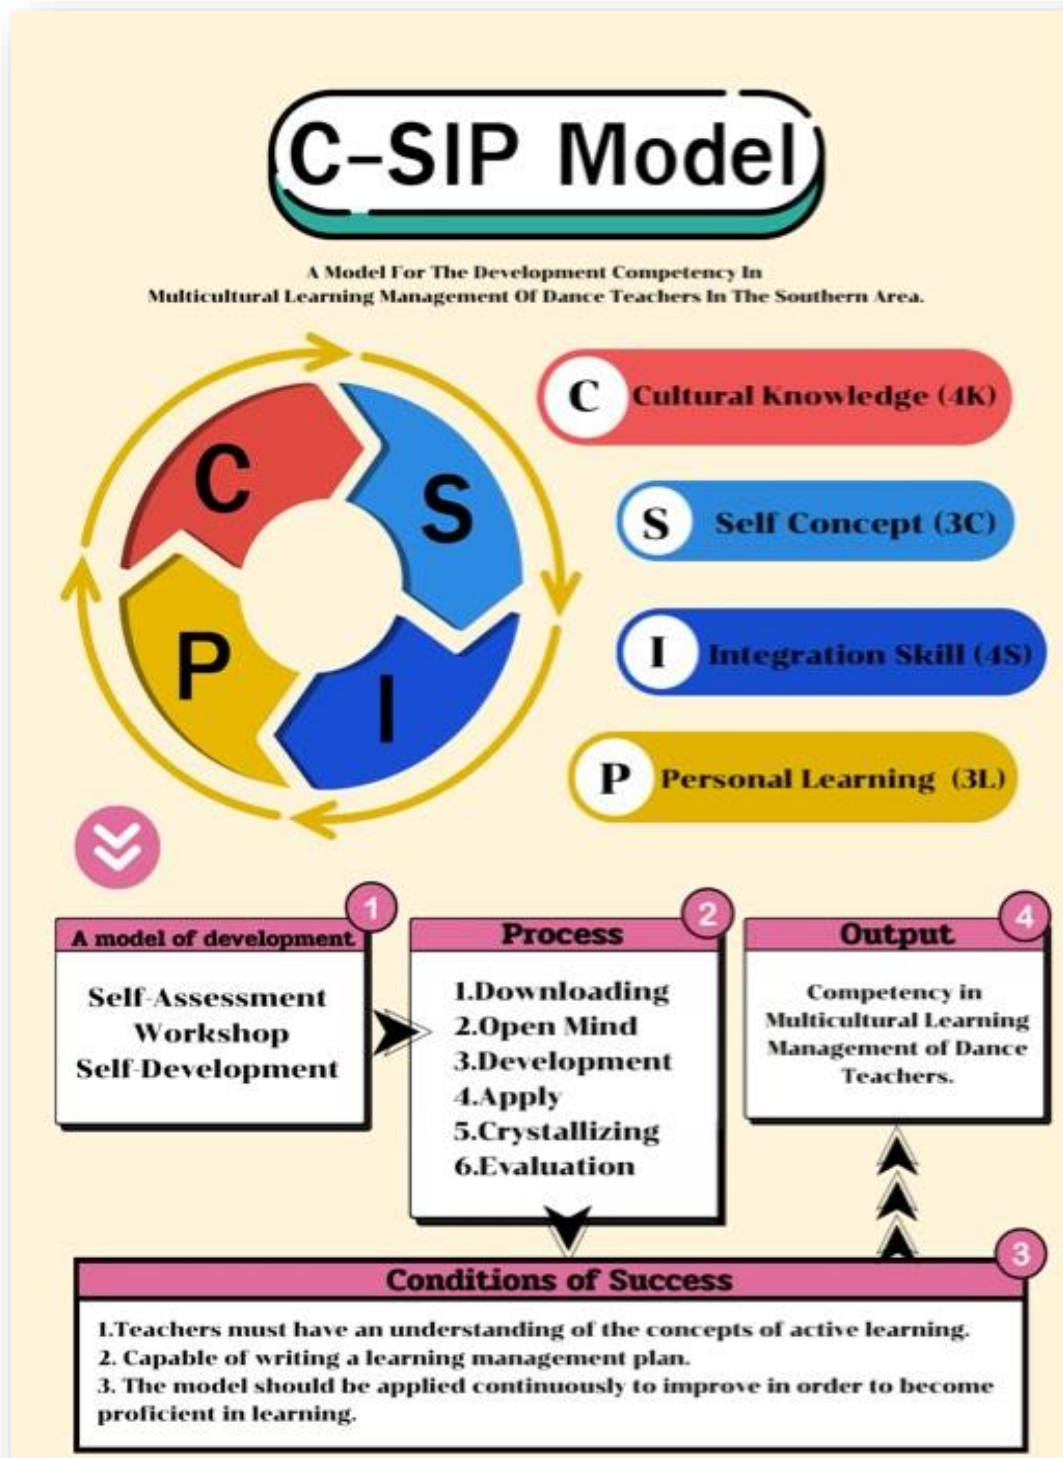 C-SIP Model
A Model For The Development Competency In
Multicultural Learning Management Of Dance Teachers In The Southern Area.
C
S
I
P
C Cultural Knowledge (4K)
S Self Concept (3C)
I Integration Skill (4S)
P Personal Learning (3L)
1
A model of development
Self-Assessment
Workshop
Self-Development
2
Process
1.Downloading
2.Open Mind
3.Development
4.Apply
5.Crystallizing
6.Evaluation
4
Output
Competency in
Multicultural Learning
Management of Dance
Teachers.
3
Conditions of Success
1.Teachers must have an understanding of the concepts of active learning.
2. Capable of writing a learning management plan.
3. The model should be applied continuously to improve in order to become
proficient in learning.